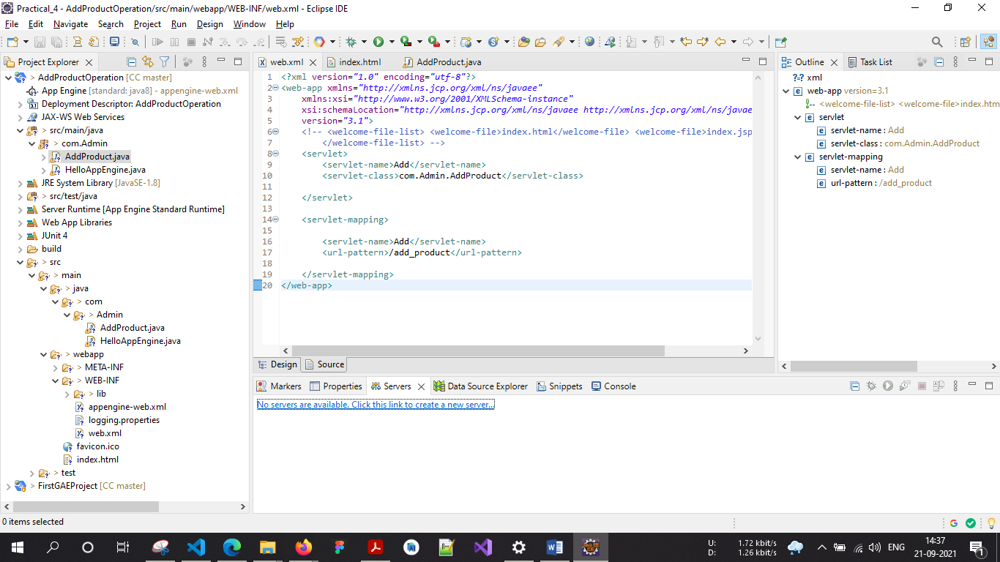 Practical_4 - AddProductOperation/src/main/webapp/WEB-INF/web.xml - Eclipse IDE
File Edit Navigate Search Project Run Design Window Help
Project Explorer
> AddProductOperation [CC master]
App Engine [standard: java8] - appengine-web.xml
Deployment Descriptor: AddProductOperation
JAX-WS Web Services
> src/main/java
> com.Admin
AddProduct.java
HelloAppEngine.java
JRE System Library [JavaSE-1.8]
> src/test/java
Server Runtime [App Engine Standard Runtime]
Web App Libraries
JUnit 4
build
> src
> main
> java
> com
> Admin
AddProduct.java
HelloAppEngine.java
> webapp
> META-INF
> WEB-INF
> lib
appengine-web.xml
logging.properties
web.xml
favicon.ico
index.html
> test
> FirstGAEProject [CC master]
web.xml index.html AddProduct.java
1 <?xml version="1.0" encoding="utf-8"?>
2 <web-app xmlns="http://xmlns.jcp.org/xml/ns/javaee"
3 xmlns:xsi="http://www.w3.org/2001/XMLSchema-instance"
4 xsi:schemaLocation="http://xmlns.jcp.org/xml/ns/javaee http://xmlns.jcp.org/xml/ns/javaee
5 version="3.1">
6 <!-- <welcome-file-list> <welcome-file>index.html</welcome-file> <welcome-file>index.jsp
7 </welcome-file-list> -->
8 <servlet>
9 <servlet-name>Add</servlet-name>
10 <servlet-class>com.Admin.AddProduct</servlet-class>
11
12 </servlet>
13
14 <servlet-mapping>
15
16 <servlet-name>Add</servlet-name>
17 <url-pattern>/add_product</url-pattern>
18
19 </servlet-mapping>
20 </web-app>
Design Source
Outline Task List
xml
web-app version=3.1
<welcome-file-list> <welcome-file>index.htm
servlet
servlet-name : Add
servlet-class : com.Admin.AddProduct
servlet-mapping
servlet-name : Add
url-pattern : /add_product
Markers Properties Servers Data Source Explorer Snippets Console
No servers are available. Click this link to create a new server...
0 items selected
U: 1.72 kbit/s
D: 1.26 kbit/s
ENG
14:37
21-09-2021
1